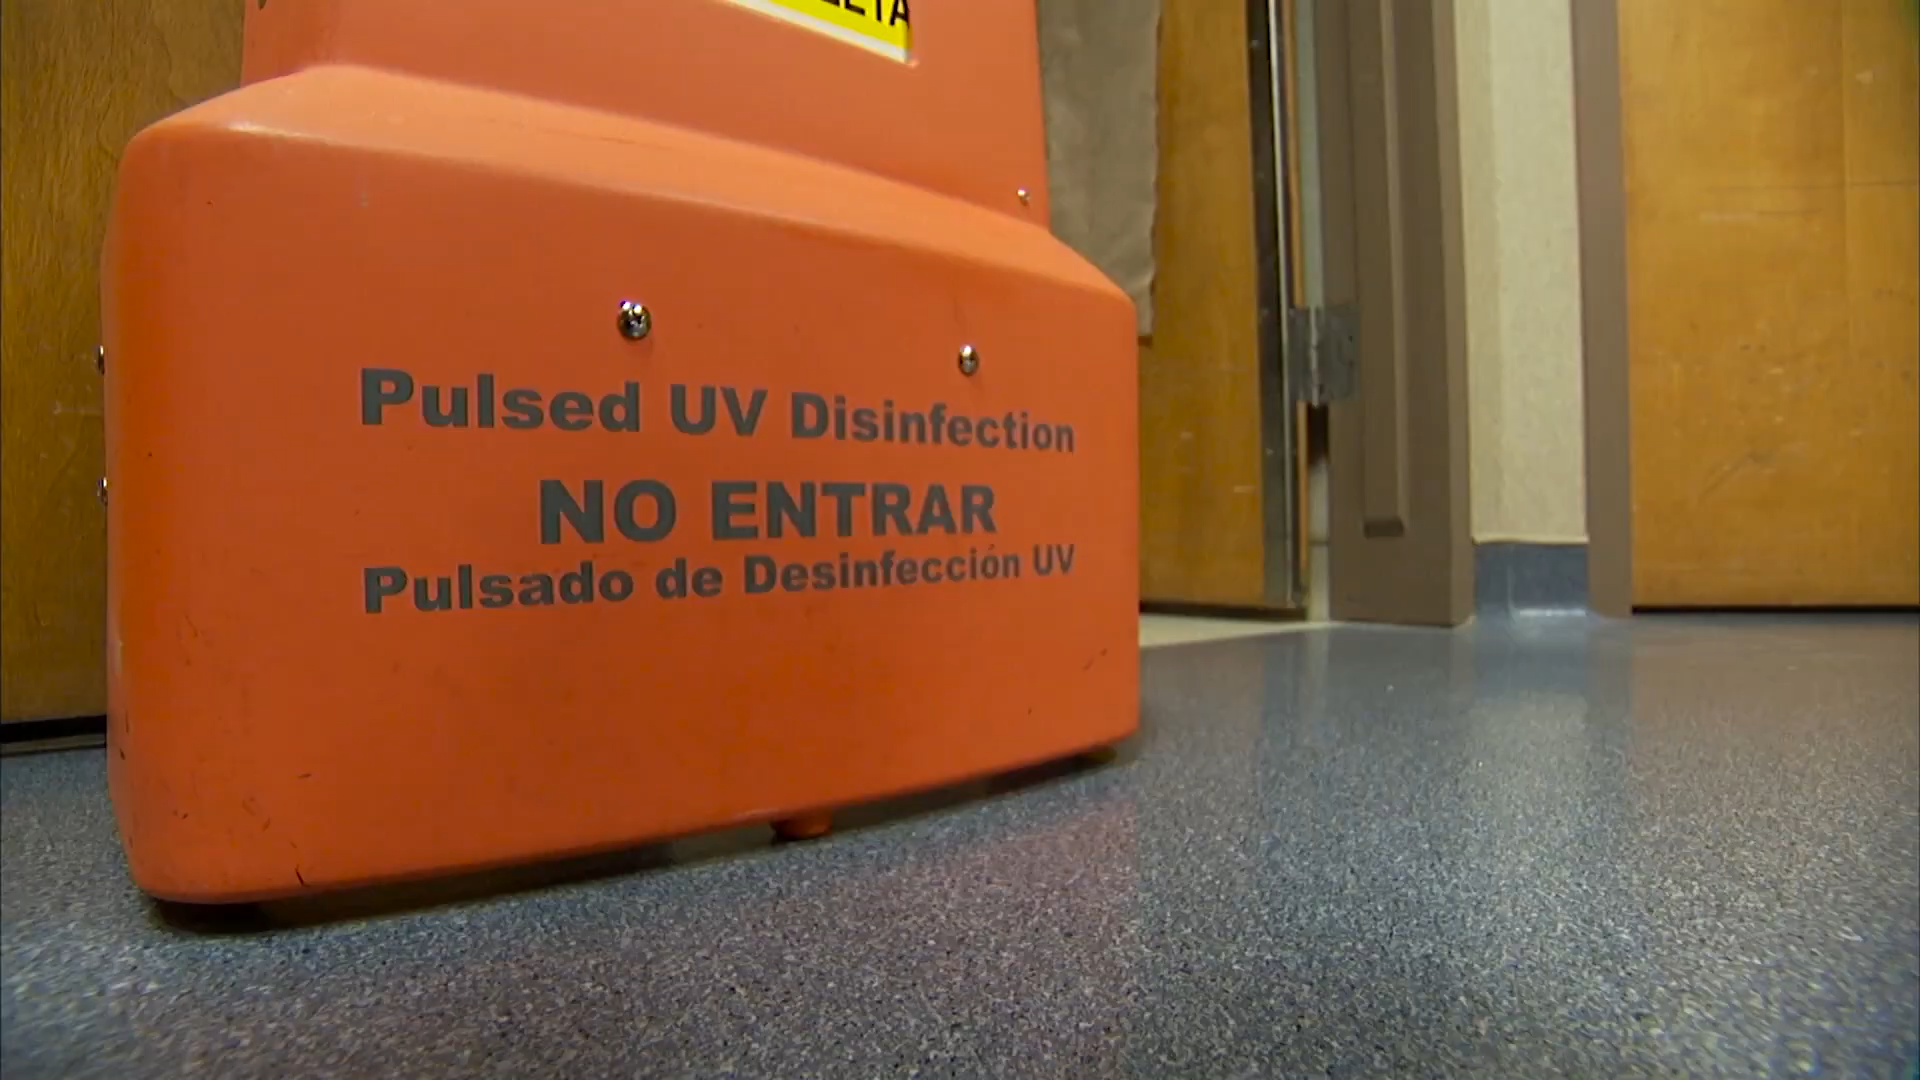 Pulsed UV Disinfection
NO ENTRAR
Pulsado de Desinfección UV